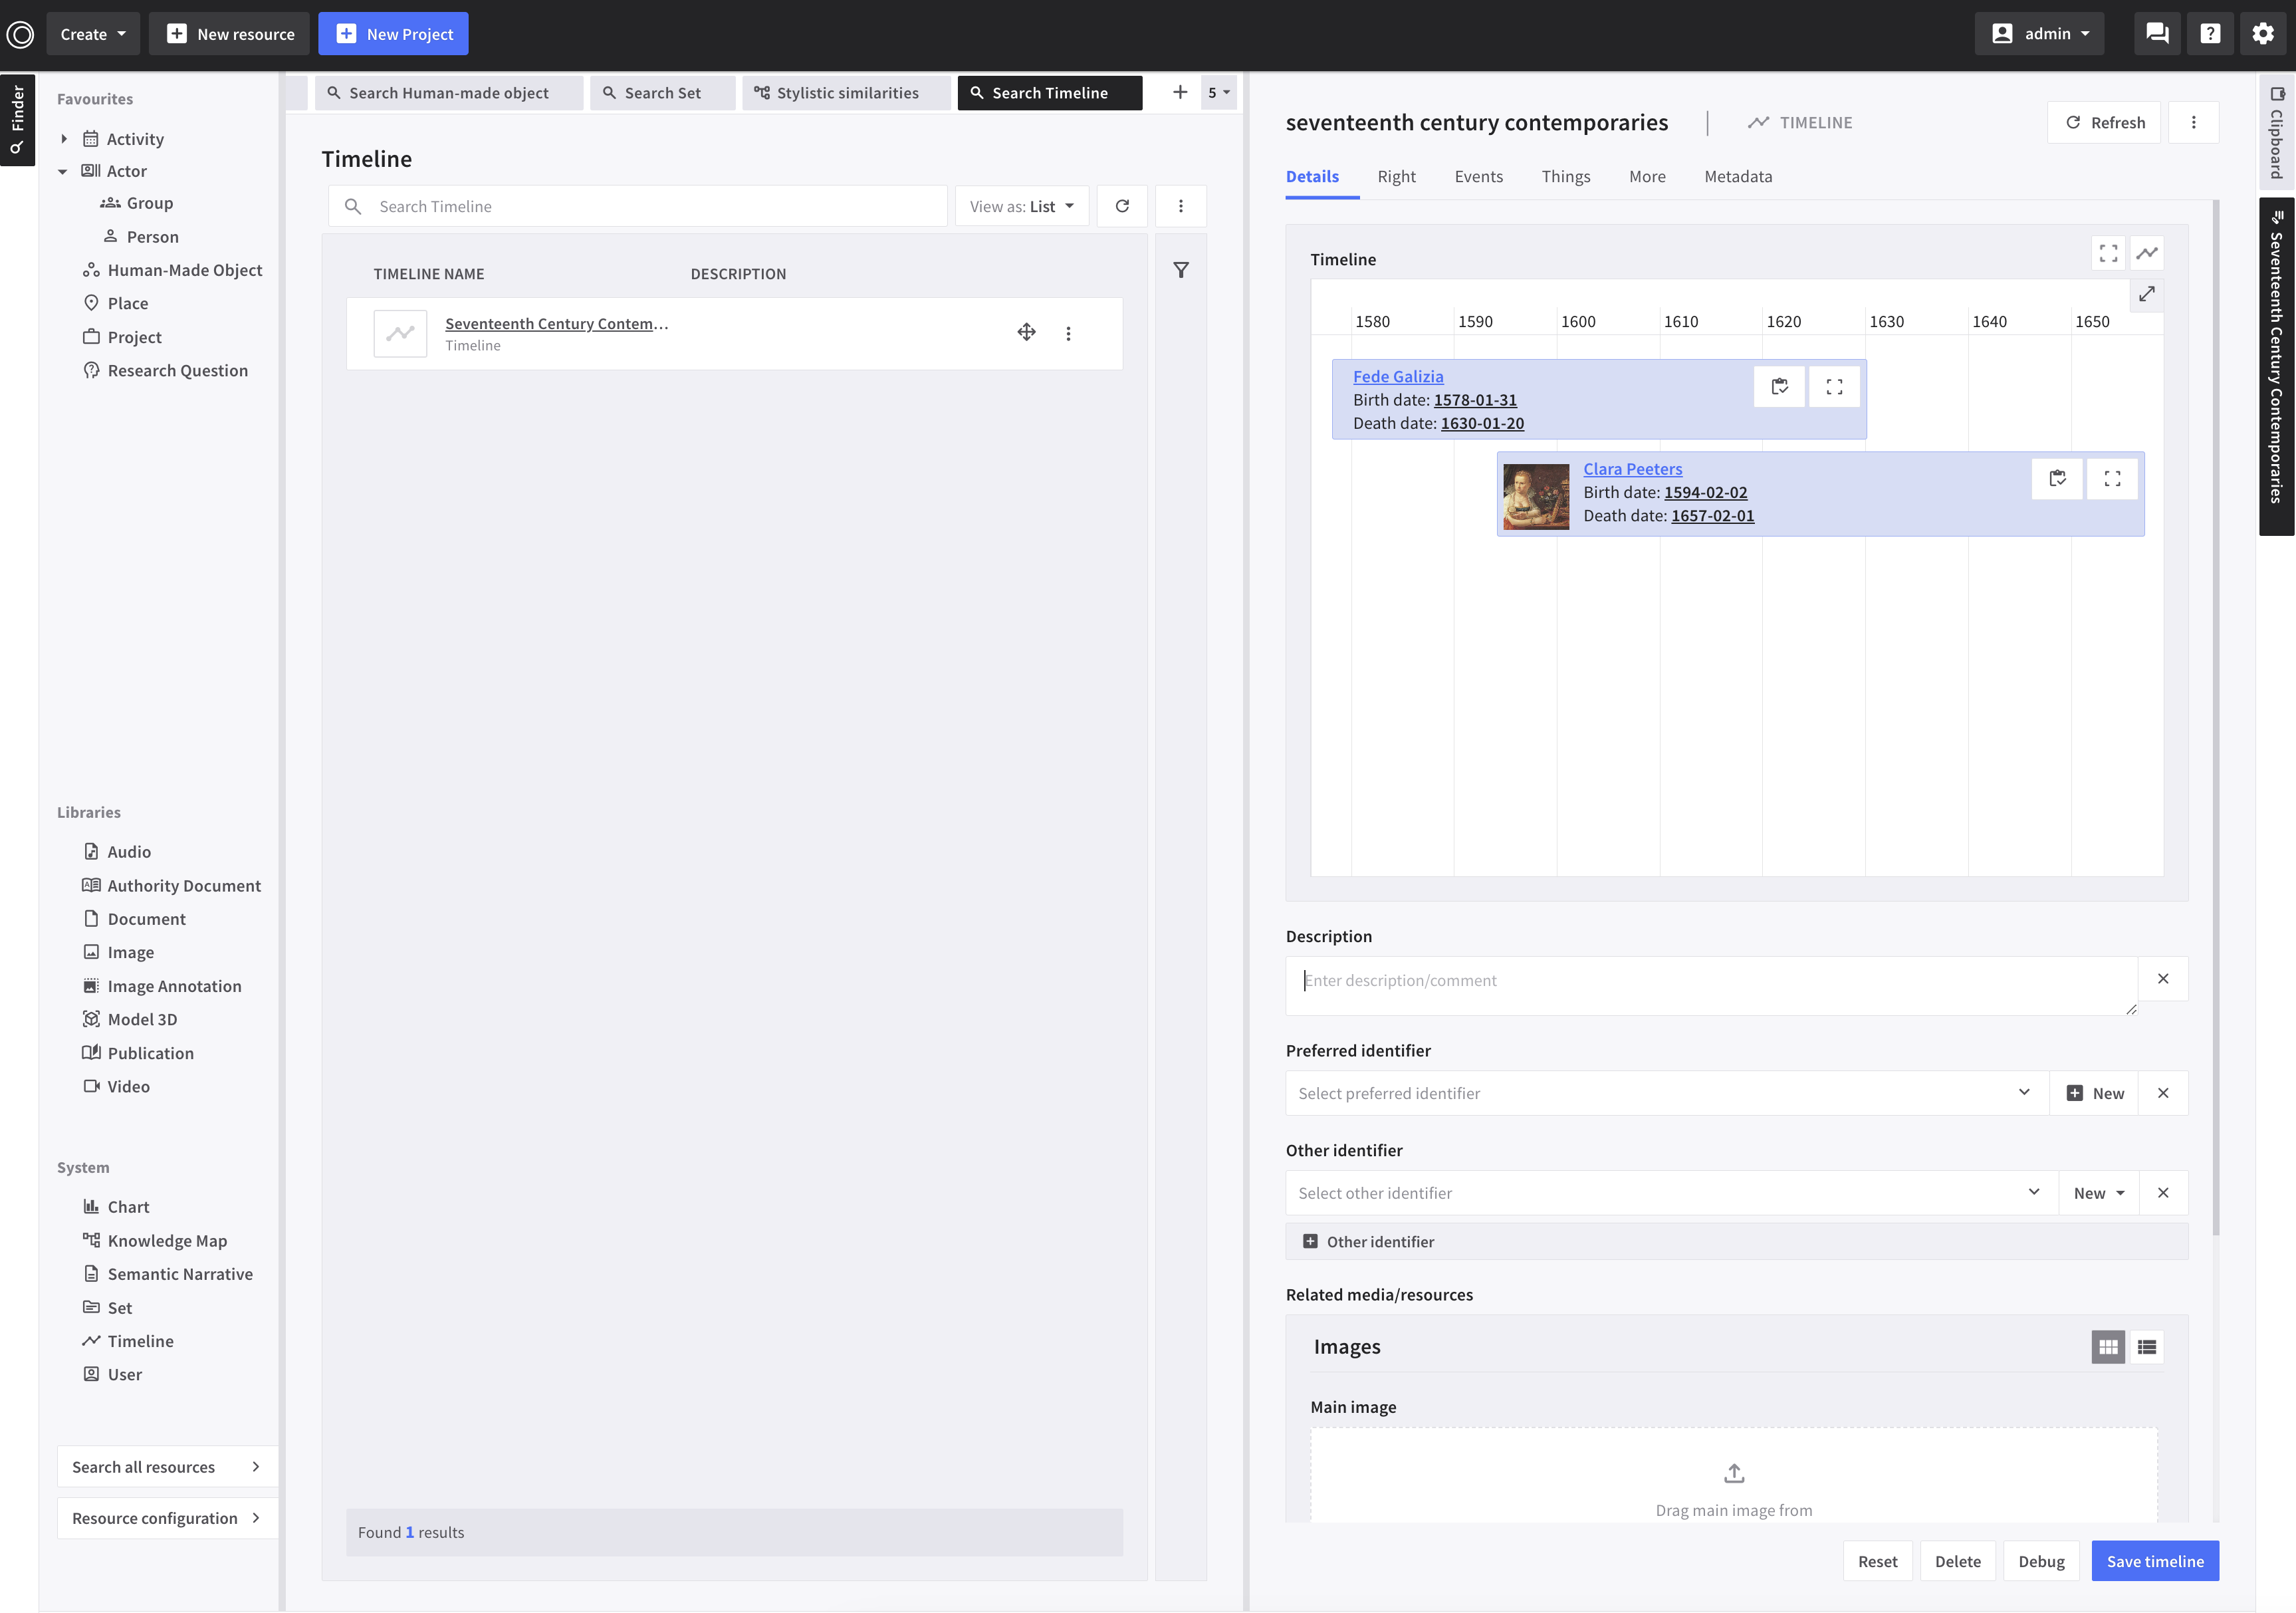 Create
New resource
New Project
admin
Finder
Favourites
Activity
Actor
Group
Person
Human-Made Object
Place
Project
Research Question
Libraries
Audio
Authority Document
Document
Image
Image Annotation
Model 3D
Publication
Video
System
Chart
Knowledge Map
Semantic Narrative
Set
Timeline
User
Search all resources
Resource configuration
Search Human-made object
Search Set
Stylistic similarities
Search Timeline
5
Timeline
Search Timeline
View as: List
TIMELINE NAME DESCRIPTION
Seventeenth Century Contem...
Timeline
Found 1 results
seventeenth century contemporaries
TIMELINE
Refresh
Details Right Events Things More Metadata
Timeline
1580 1590 1600 1610 1620 1630 1640 1650
Fede Galizia
Birth date: 1578-01-31
Death date: 1630-01-20
Clara Peeters
Birth date: 1594-02-02
Death date: 1657-02-01
Description
Enter description/comment
Preferred identifier
Select preferred identifier
New
Other identifier
Select other identifier
New
Other identifier
Related media/resources
Images
Main image
Drag main image from
Reset
Delete
Debug
Save timeline
Clipboard
Seventeenth Century Contemporaries